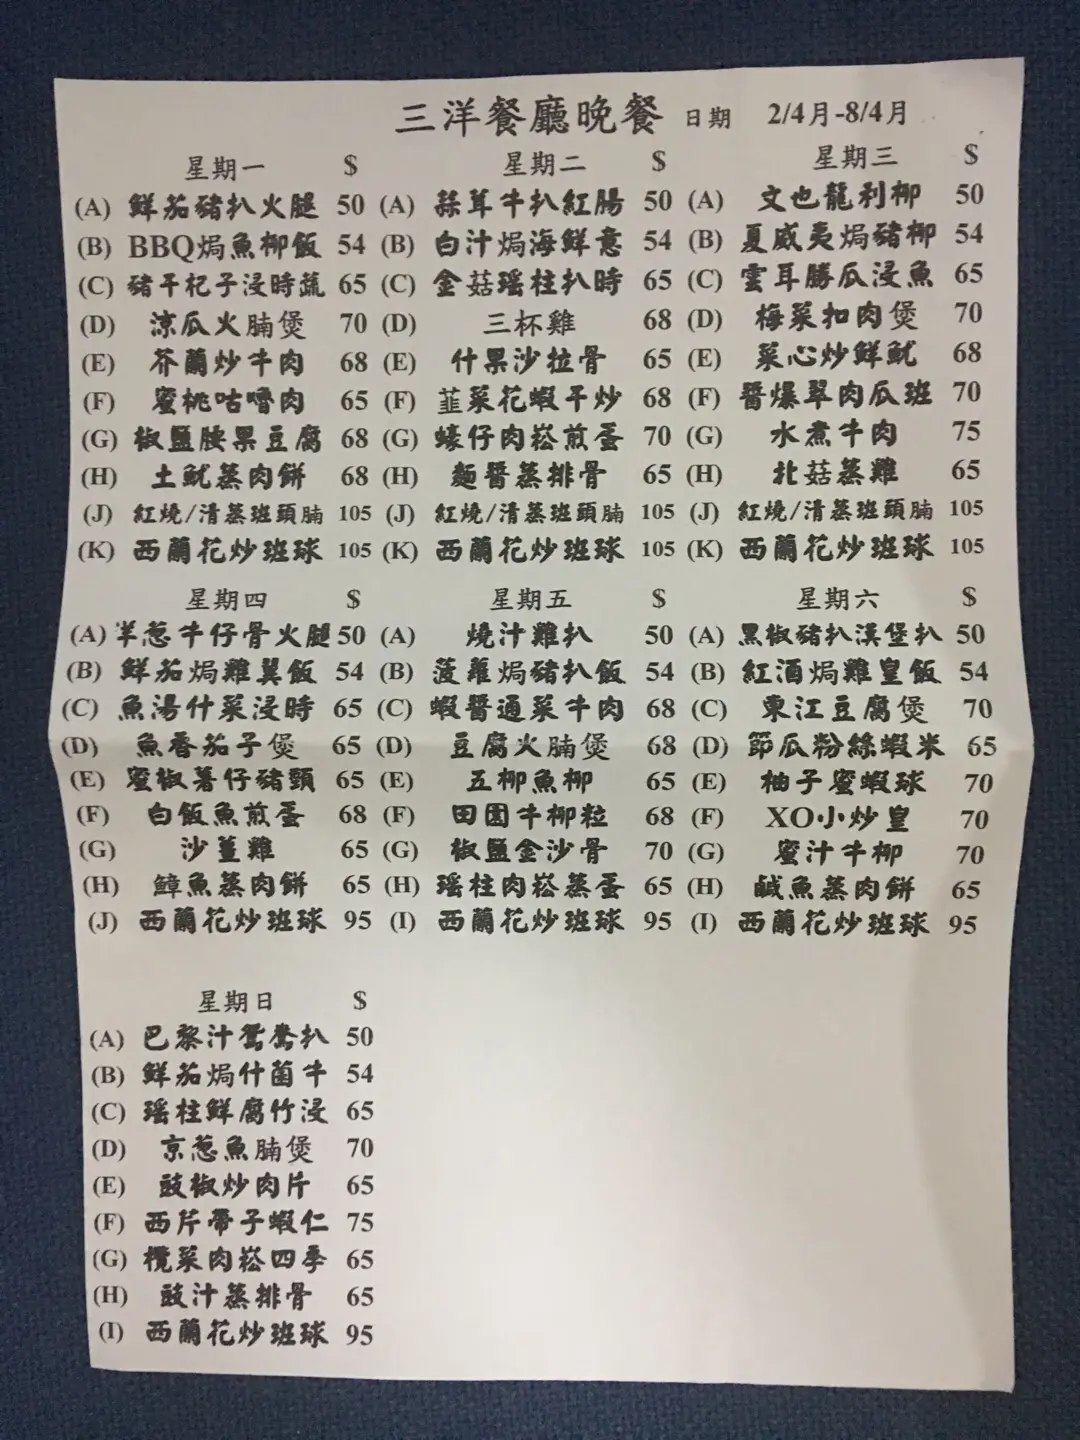 三洋餐廳晚餐 日期 2/4月-8/4月
星期一 $
(A) 鮮茄豬扒火腿 50
(B) BBQ焗魚柳飯 54
(C) 豬干杞子浸時蔬 65
(D) 涼瓜火腩煲 70
(E) 芥蘭炒牛肉 68
(F) 蜜桃咕嚕肉 65
(G) 椒鹽腰果豆腐 68
(H) 土魷蒸肉餅 68
(J) 紅燒/清蒸班頭腩 105
(K) 西蘭花炒班球 105
星期二 $
(A) 蒜茸牛扒紅腸 50
(B) 白汁焗海鮮意 54
(C) 金菇瑤柱扒時 65
(D) 三杯雞 68
(E) 什果沙拉骨 65
(F) 韮菜花蝦干炒 68
(G) 蠔仔肉崧煎蛋 70
(H) 麵醬蒸排骨 65
(J) 紅燒/清蒸班頭腩 105
(K) 西蘭花炒班球 105
星期三 $
(A) 文也龍利柳 50
(B) 夏威夷焗豬柳 54
(C) 雲耳勝瓜浸魚 65
(D) 梅菜扣肉煲 70
(E) 菜心炒鮮魷 68
(F) 醬爆翠肉瓜班 70
(G) 水煮牛肉 75
(H) 北菇蒸雞 65
(J) 紅燒/清蒸班頭腩 105
(K) 西蘭花炒班球 105
星期四 $
(A) 羊葱牛仔骨火腿 50
(B) 鮮茄焗雞翼飯 54
(C) 魚湯什菜浸時 65
(D) 魚香茄子煲 65
(E) 蜜椒薯仔豬頸 65
(F) 白飯魚煎蛋 68
(G) 沙薑雞 65
(H) 鱆魚蒸肉餅 65
(J) 西蘭花炒班球 95
星期五 $
(A) 燒汁雞扒 50
(B) 菠蘿焗豬扒飯 54
(C) 蝦醬通菜牛肉 68
(D) 豆腐火腩煲 68
(E) 五柳魚柳 65
(F) 田園牛柳粒 68
(G) 椒鹽金沙骨 70
(H) 瑤柱肉崧蒸蛋 65
(I) 西蘭花炒班球 95
星期六 $
(A) 黑椒豬扒漢堡扒 50
(B) 紅酒焗雞皇飯 54
(C) 東江豆腐煲 70
(D) 節瓜粉絲蝦米 65
(E) 柚子蜜蝦球 70
(F) XO小炒皇 70
(G) 蜜汁牛柳 70
(H) 鹹魚蒸肉餅 65
(I) 西蘭花炒班球 95
星期日 $
(A) 巴黎汁鴛鴦扒 50
(B) 鮮茄焗什菌牛 54
(C) 瑤柱鮮腐竹浸 65
(D) 京葱魚腩煲 70
(E) 豉椒炒肉片 65
(F) 西芹帶子蝦仁 75
(G) 欖菜肉崧四季 65
(H) 豉汁蒸排骨 65
(I) 西蘭花炒班球 95